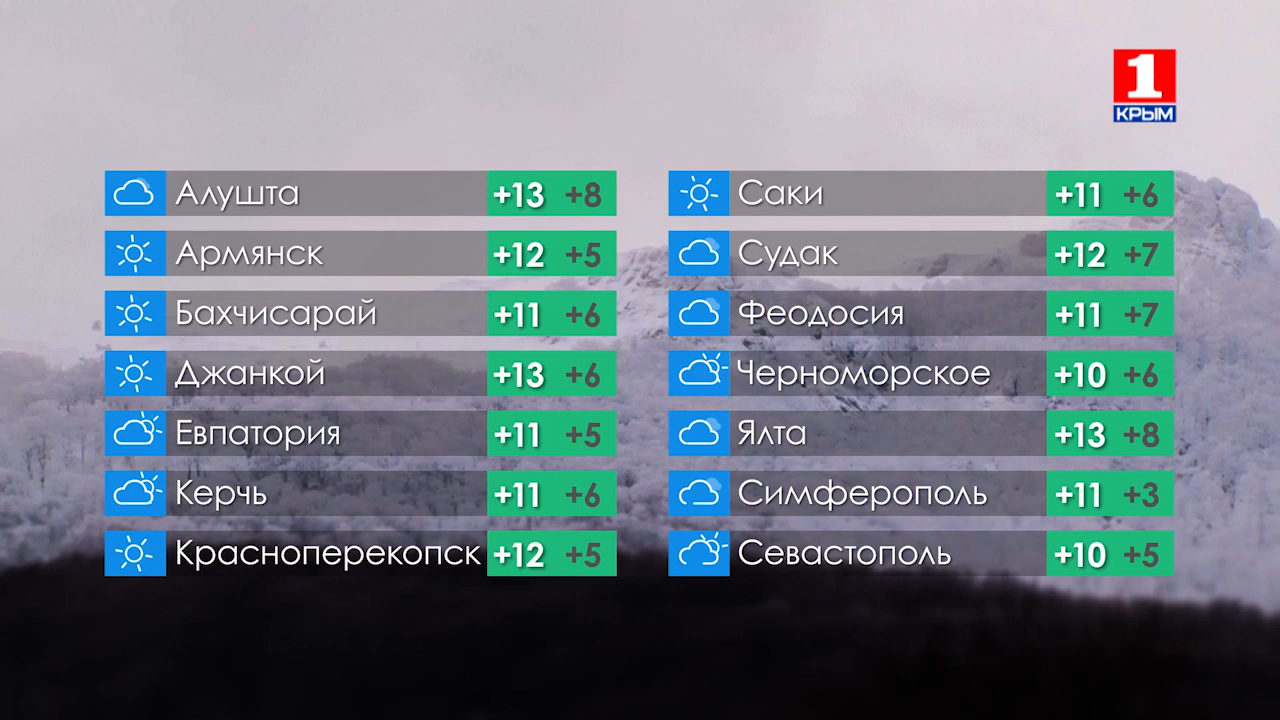 1
КРЫМ
Алушта +13 +8
Армянск +12 +5
Бахчисарай +11 +6
Джанкой +13 +6
Евпатория +11 +5
Керчь +11 +6
Красноперекопск +12 +5
Саки +11 +6
Судак +12 +7
Феодосия +11 +7
Черноморское +10 +6
Ялта +13 +8
Симферополь +11 +3
Севастополь +10 +5